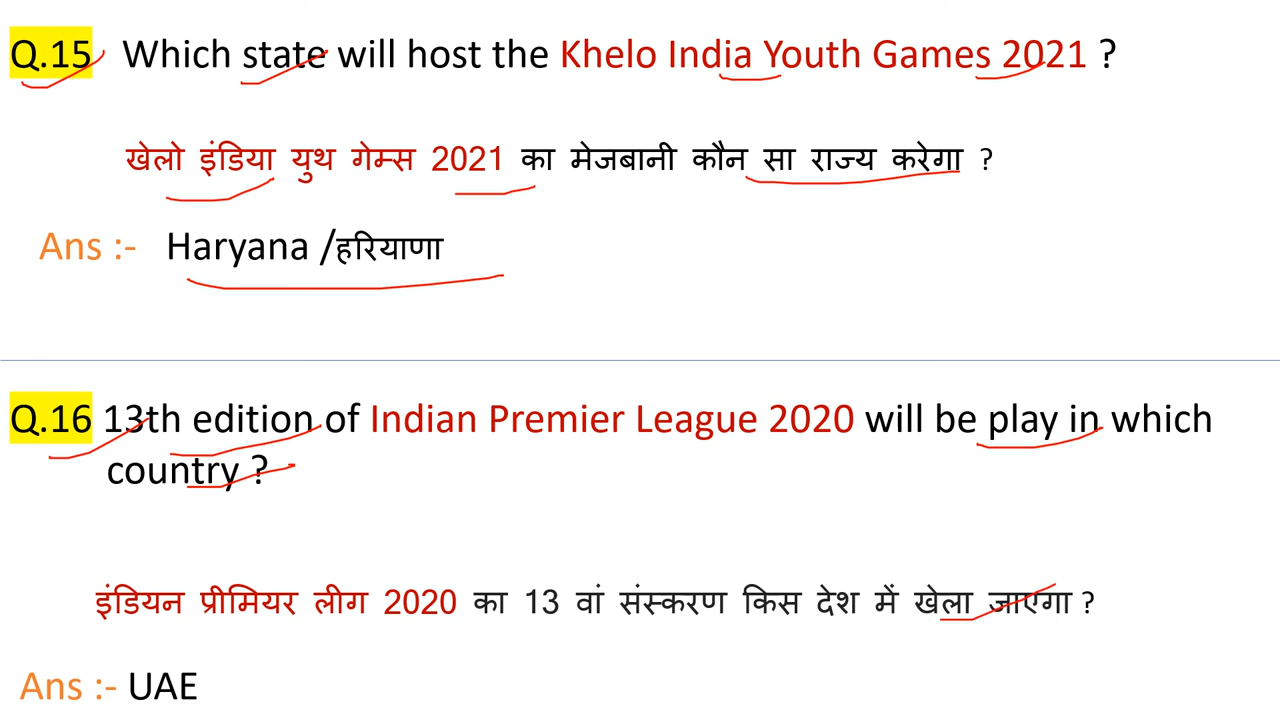 Q.15 Which state will host the Khelo India Youth Games 2021 ?
खेलो इंडिया युथ गेम्स 2021 का मेजबानी कौन सा राज्य करेगा ?
Ans :- Haryana /हरियाणा
Q.16 13th edition of Indian Premier League 2020 will be play in which
country ?
इंडियन प्रीमियर लीग 2020 का 13 वां संस्करण किस देश में खेला जाएगा ?
Ans :- UAE